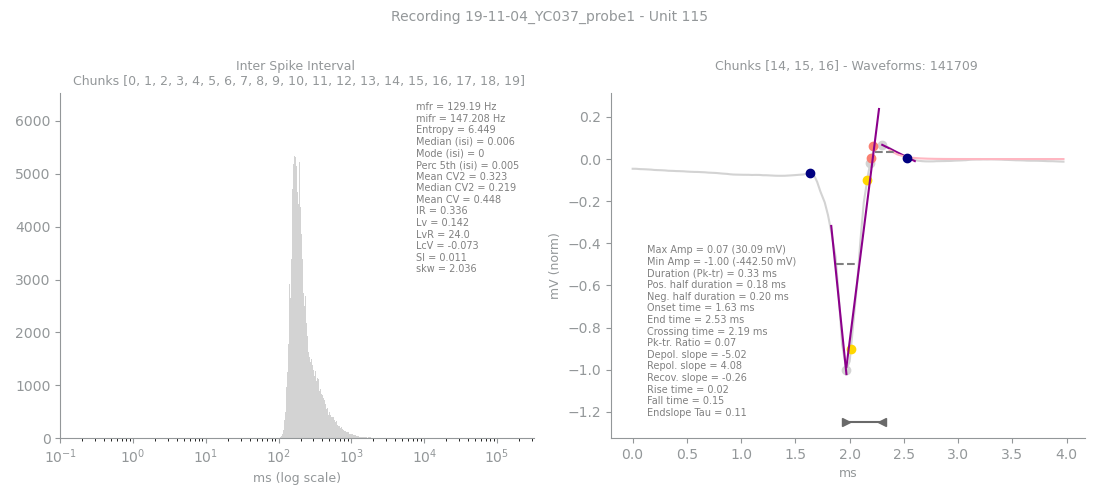 Recording 19-11-04_YC037_probe1 - Unit 115
Inter Spike Interval
Chunks [0, 1, 2, 3, 4, 5, 6, 7, 8, 9, 10, 11, 12, 13, 14, 15, 16, 17, 18, 19]
mfr = 129.19 Hz
mifr = 147.208 Hz
Entropy = 6.449
Median (isi) = 0.006
Mode (isi) = 0
Perc 5th (isi) = 0.005
Mean CV2 = 0.323
Median CV2 = 0.219
Mean CV = 0.448
IR = 0.336
Lv = 0.142
LvR = 24.0
LcV = -0.073
SI = 0.011
skw = 2.036
6000
5000
4000
3000
2000
1000
0
10⁻¹ 10⁰ 10¹ 10² 10³ 10⁴ 10⁵
ms (log scale)
Chunks [14, 15, 16] - Waveforms: 141709
0.2
0.0
−0.2
−0.4
−0.6
−0.8
−1.0
−1.2
mV (norm)
Max Amp = 0.07 (30.09 mV)
Min Amp = -1.00 (-442.50 mV)
Duration (Pk-tr) = 0.33 ms
Pos. half duration = 0.18 ms
Neg. half duration = 0.20 ms
Onset time = 1.63 ms
End time = 2.53 ms
Crossing time = 2.19 ms
Pk-tr. Ratio = 0.07
Depol. slope = -5.02
Repol. slope = 4.08
Recov. slope = -0.26
Rise time = 0.02
Fall time = 0.15
Endslope Tau = 0.11
0.0 0.5 1.0 1.5 2.0 2.5 3.0 3.5 4.0
ms